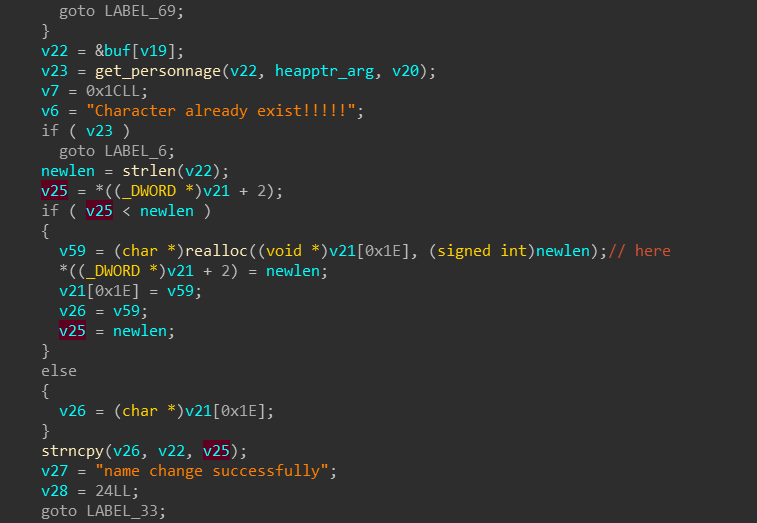 goto LABEL_69;
}
v22 = &buf[v19];
v23 = get_personnage(v22, heapptr_arg, v20);
v7 = 0x1CLL;
v6 = "Character already exist!!!!!";
if ( v23 )
goto LABEL_6;
newlen = strlen(v22);
v25 = *((_DWORD *)v21 + 2);
if ( v25 < newlen )
{
v59 = (char *)realloc((void *)v21[0x1E], (signed int)newlen);// here
*((_DWORD *)v21 + 2) = newlen;
v21[0x1E] = v59;
v26 = v59;
v25 = newlen;
}
else
{
v26 = (char *)v21[0x1E];
}
strncpy(v26, v22, v25);
v27 = "name change successfully";
v28 = 24LL;
goto LABEL_33;